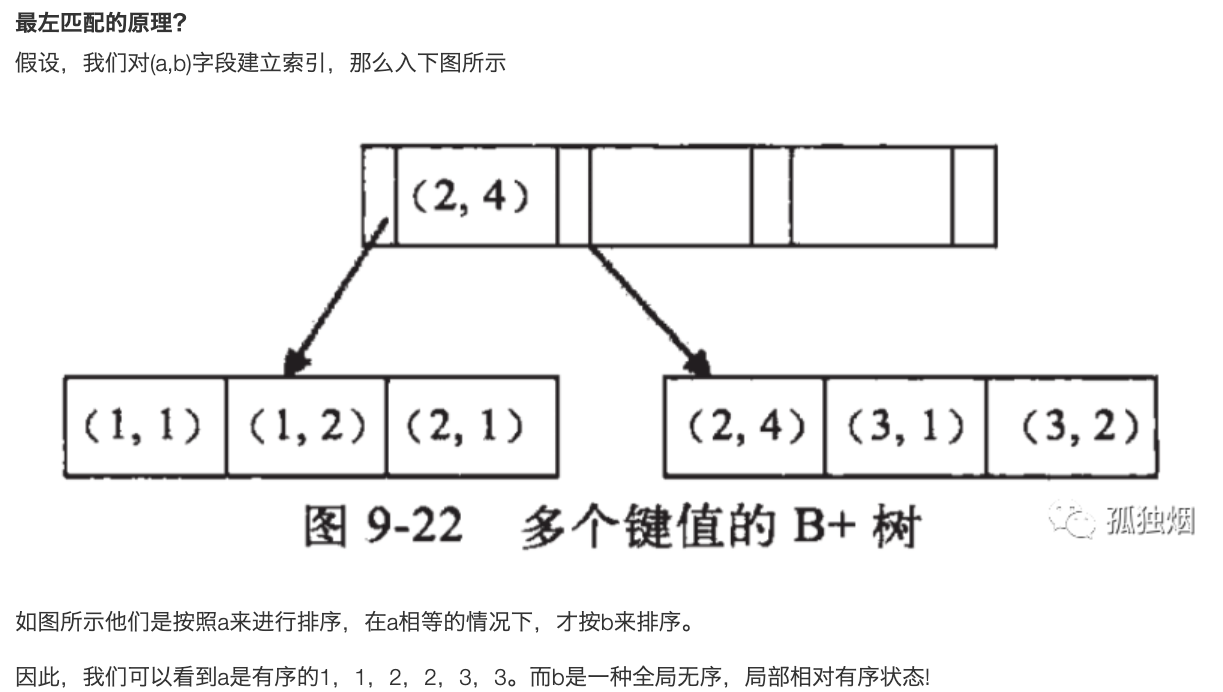 最左匹配的原理？
假设，我们对(a,b)字段建立索引，那么入下图所示
（2, 4）
（1, 1）（1, 2）（2, 1）（2, 4）（3, 1）（3, 2）
图 9-22 多个键值的 B+ 树
孤独烟
如图所示他们是按照a来进行排序，在a相等的情况下，才按b来排序。
因此，我们可以看到a是有序的1，1，2，2，3，3。而b是一种全局无序，局部相对有序状态!